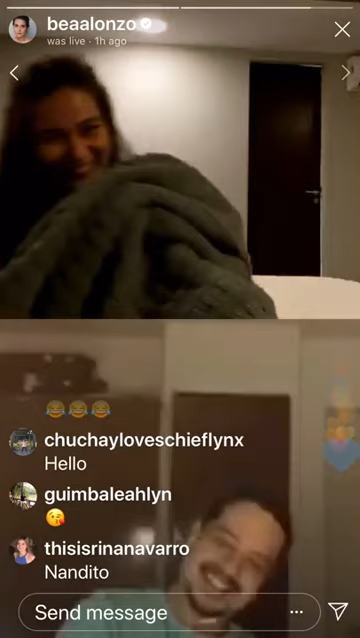 beaalonzo
was live · 1h ago
😂😂😂
chuchayloveschieflynx
Hello
guimbaleahlyn
😘
thisisrinanavarro
Nandito
Send message